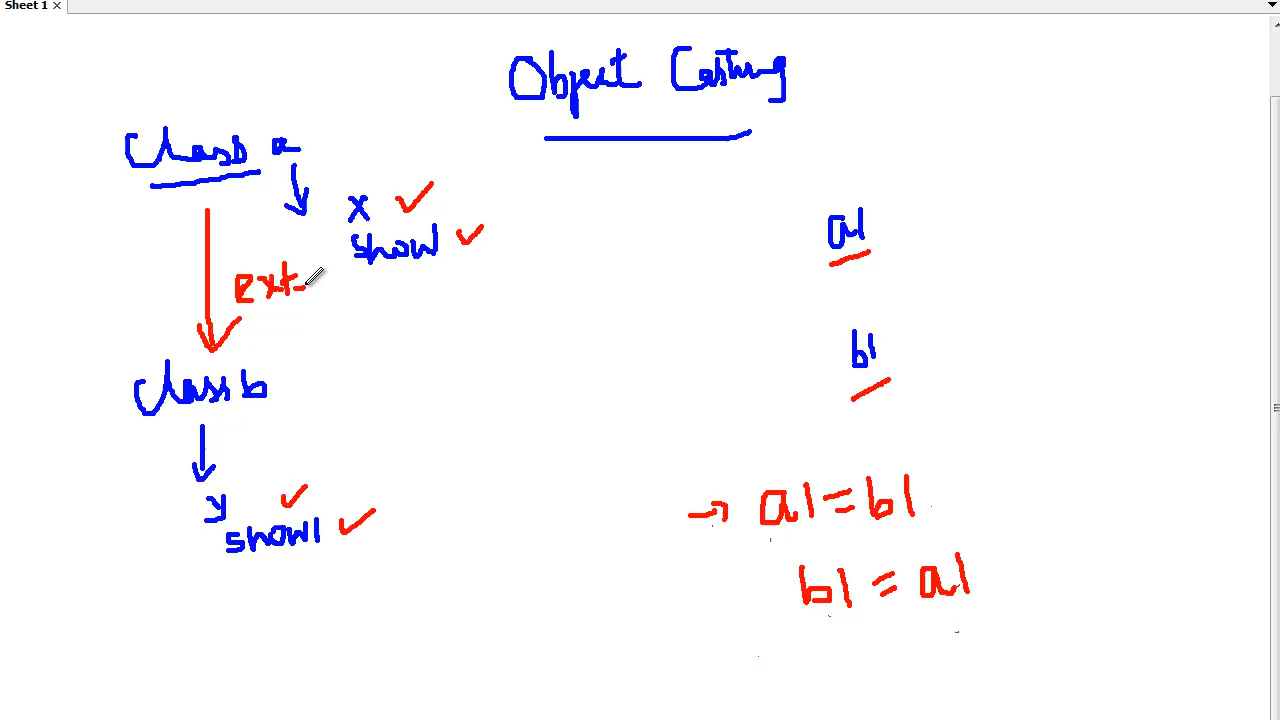 Sheet 1
Object Casting
Class a
x
show
ext
Class b
y
show1
a1
b1
→ a1 = b1
b1 = a1